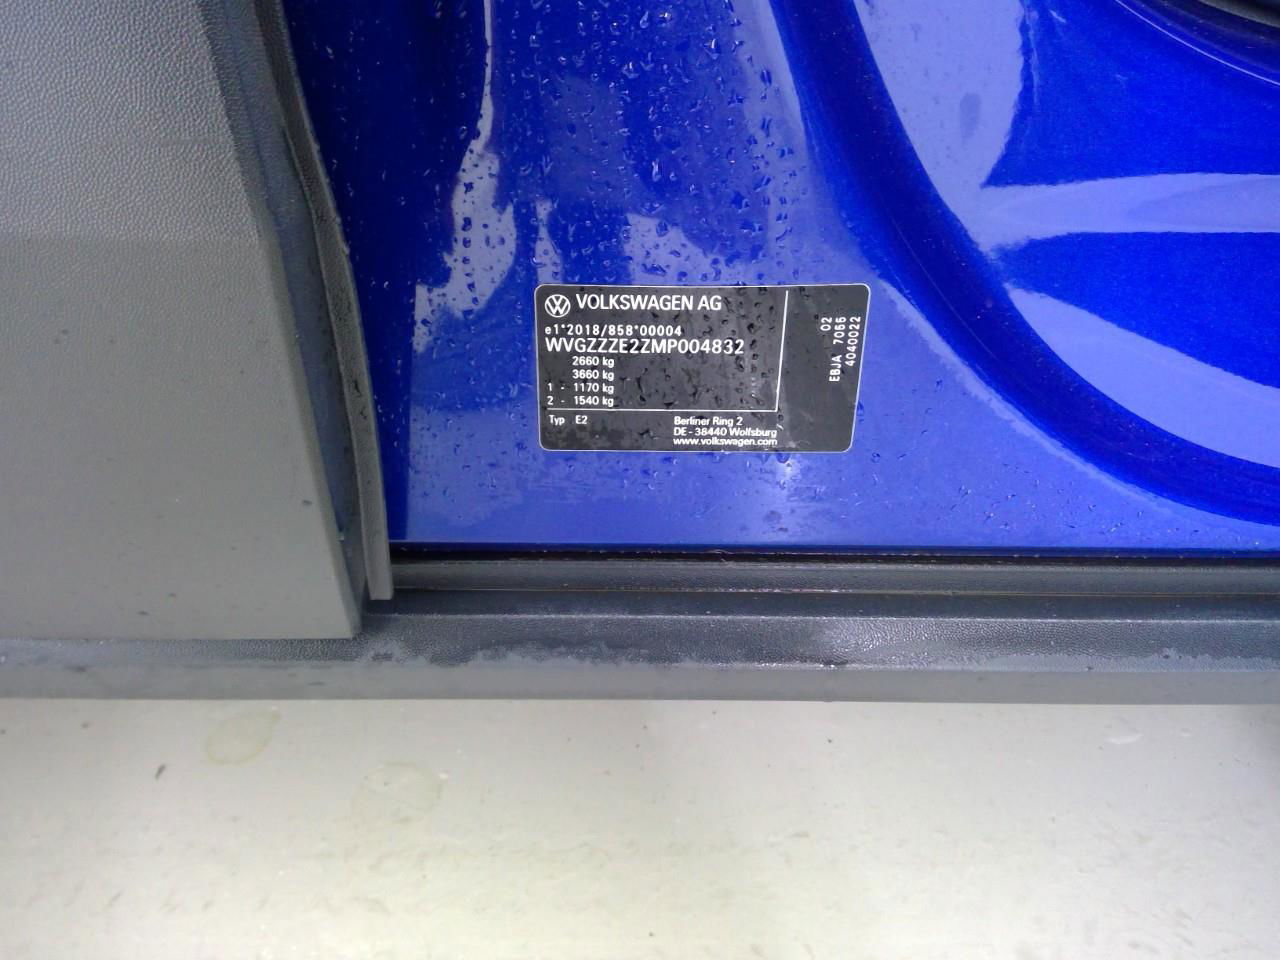 VOLKSWAGEN AG
e1*2018/858*00004
WVGZZZE2ZMP004832
2660 kg
3660 kg
1 - 1170 kg
2 - 1540 kg
Typ E2
Berliner Ring 2
DE - 38440 Wolfsburg
www.volkswagen.com
02
EBJA 7055
4040022